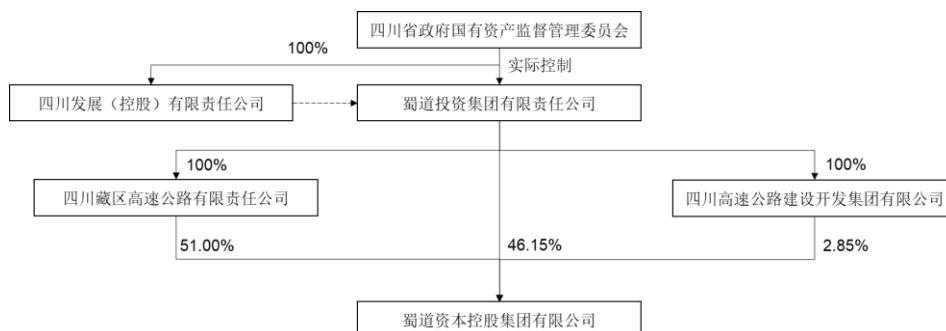 四川省政府国有资产监督管理委员会
100%
实际控制
四川发展（控股）有限责任公司
蜀道投资集团有限责任公司
100%
100%
四川藏区高速公路有限责任公司
四川高速公路建设开发集团有限公司
51.00%
46.15%
2.85%
蜀道资本控股集团有限公司